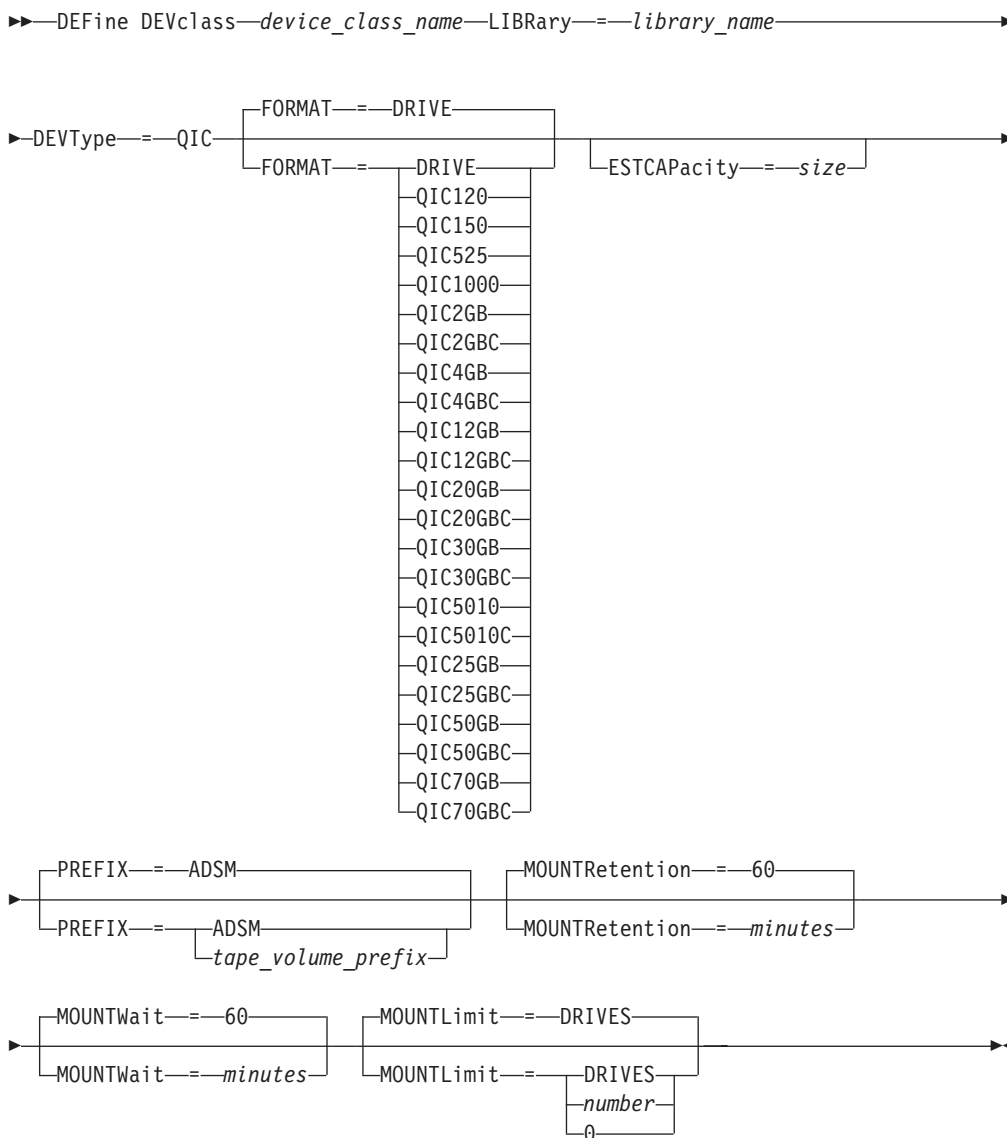 DEFine DEVclass device_class_name LIBRary = library_name
DEVType = QIC
FORMAT = DRIVE
FORMAT = DRIVE
QIC120
QIC150
QIC525
QIC1000
QIC2GB
QIC2GBC
QIC4GB
QIC4GBC
QIC12GB
QIC12GBC
QIC20GB
QIC20GBC
QIC30GB
QIC30GBC
QIC5010
QIC5010C
QIC25GB
QIC25GBC
QIC50GB
QIC50GBC
QIC70GB
QIC70GBC
ESTCAPacity = size
PREFIX = ADSM
PREFIX = ADSM
tape_volume_prefix
MOUNTRetention = 60
MOUNTRetention = minutes
MOUNTWait = 60
MOUNTWait = minutes
MOUNTLimit = DRIVES
MOUNTLimit = DRIVES
number
0